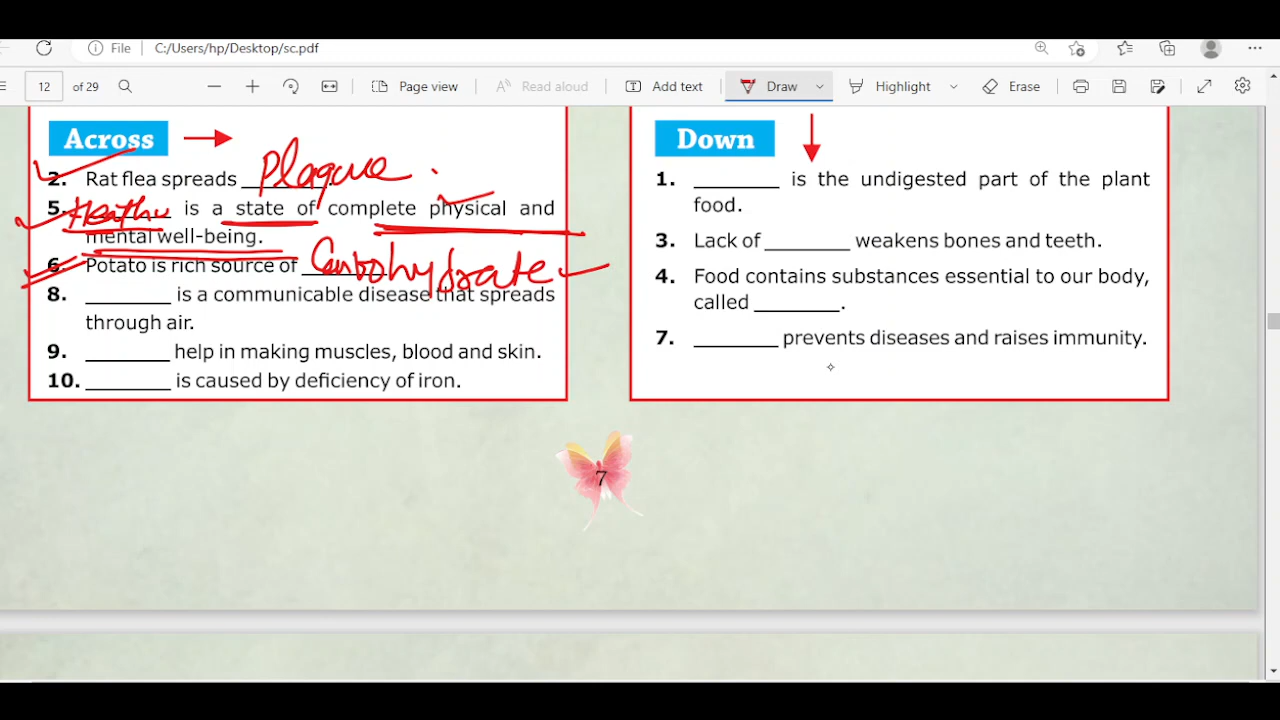 File C:/Users/hp/Desktop/sc.pdf
12 of 29 Page view Read aloud Add text Draw Highlight Erase
Across
2. Rat flea spreads Plague.
5. is a state of complete physical and
mental well-being.
6. Potato is rich source of Carbohydrate
8. ________ is a communicable disease that spreads
through air.
9. ________ help in making muscles, blood and skin.
10. ________ is caused by deficiency of iron.
Down
1. ________ is the undigested part of the plant
food.
3. Lack of ________ weakens bones and teeth.
4. Food contains substances essential to our body,
called ________.
7. ________ prevents diseases and raises immunity.
7